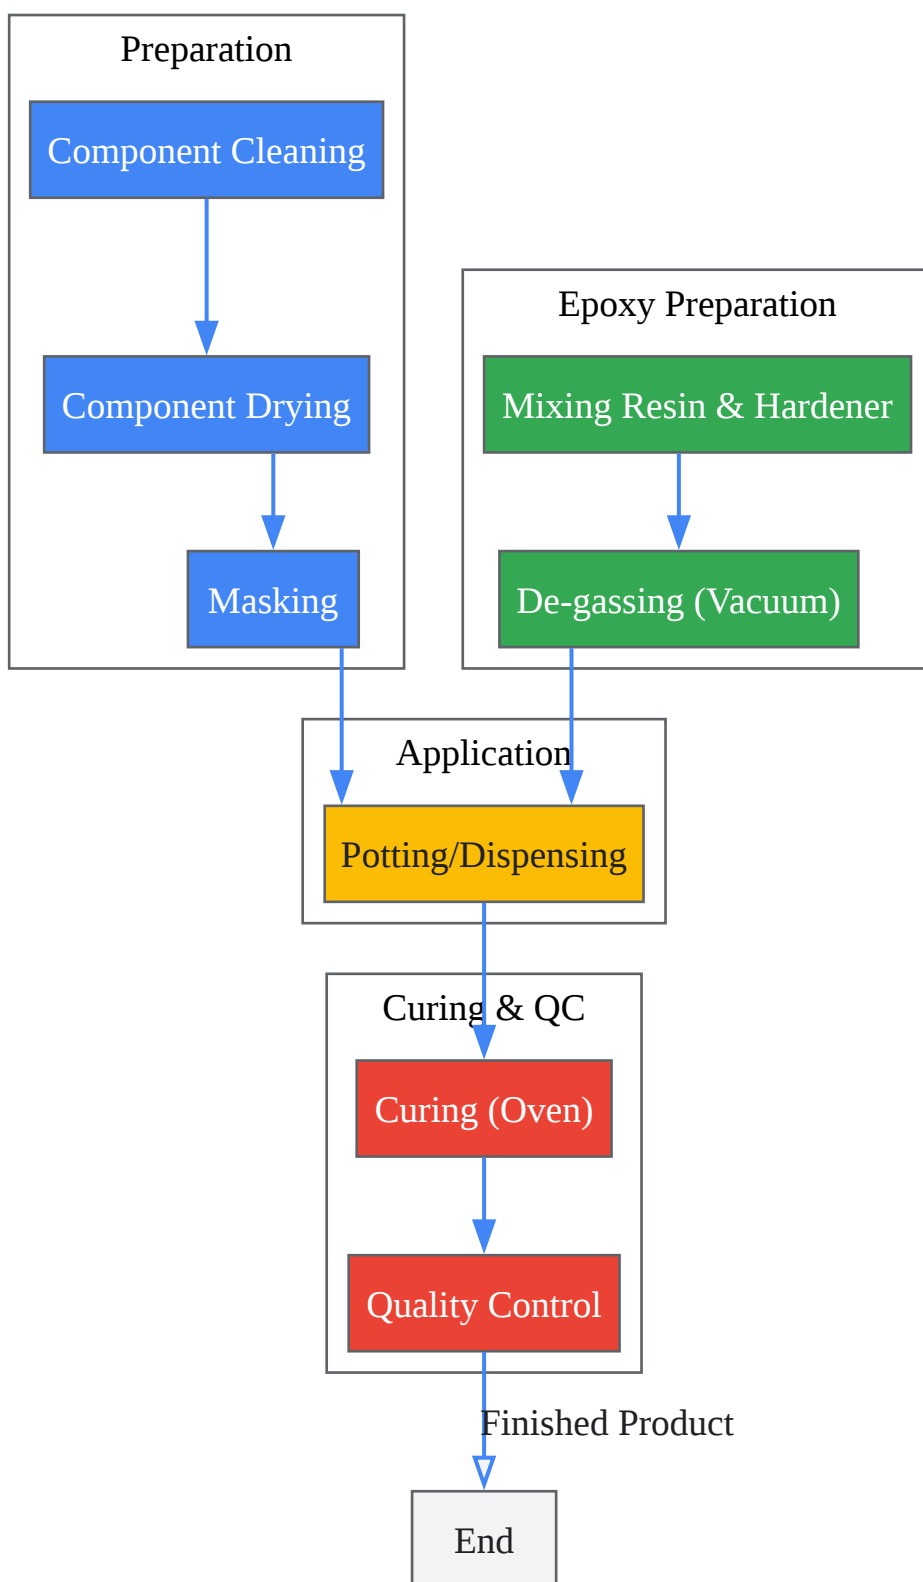 Preparation
Component Cleaning
Component Drying
Masking
Epoxy Preparation
Mixing Resin & Hardener
De-gassing (Vacuum)
Application
Potting/Dispensing
Curing & QC
Curing (Oven)
Quality Control
Finished Product
End